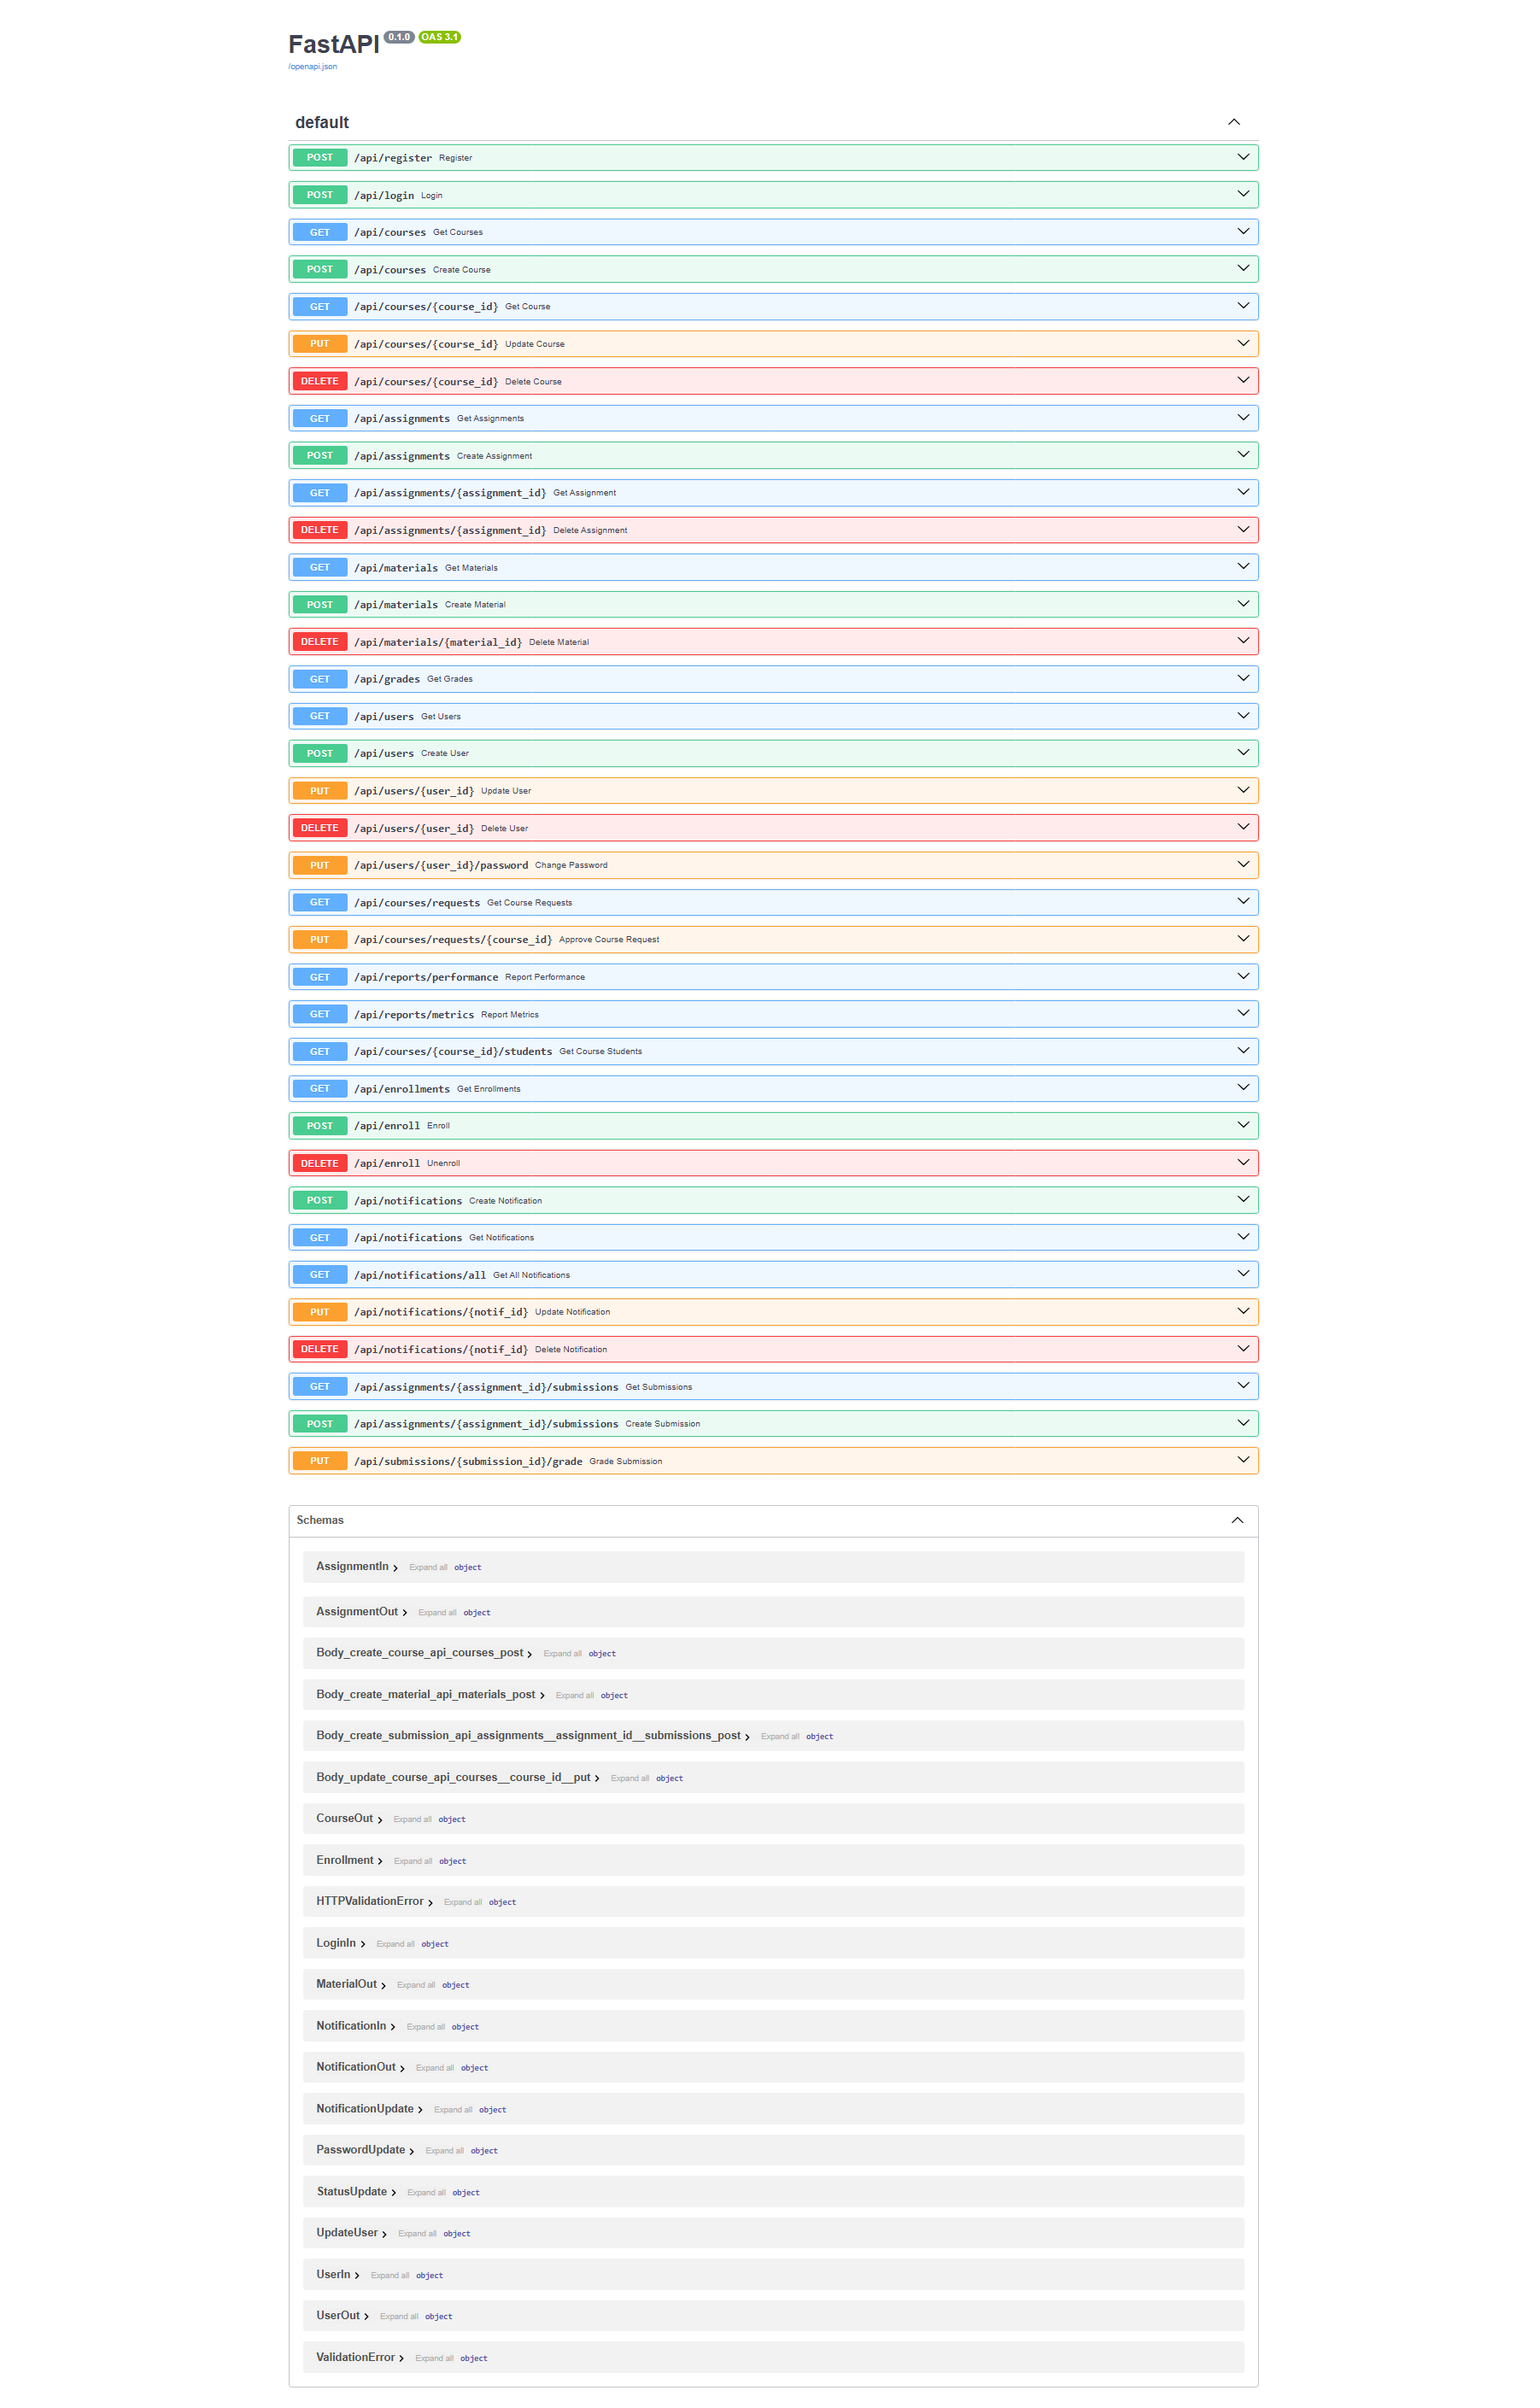 FastAPI 0.1.0 OAS 3.1
/openapi.json
default
POST /api/register Register
POST /api/login Login
GET /api/courses Get Courses
POST /api/courses Create Course
GET /api/courses/{course_id} Get Course
PUT /api/courses/{course_id} Update Course
DELETE /api/courses/{course_id} Delete Course
GET /api/assignments Get Assignments
POST /api/assignments Create Assignment
GET /api/assignments/{assignment_id} Get Assignment
DELETE /api/assignments/{assignment_id} Delete Assignment
GET /api/materials Get Materials
POST /api/materials Create Material
DELETE /api/materials/{material_id} Delete Material
GET /api/grades Get Grades
GET /api/users Get Users
POST /api/users Create User
PUT /api/users/{user_id} Update User
DELETE /api/users/{user_id} Delete User
PUT /api/users/{user_id}/password Change Password
GET /api/courses/requests Get Course Requests
PUT /api/courses/requests/{course_id} Approve Course Request
GET /api/reports/performance Report Performance
GET /api/reports/metrics Report Metrics
GET /api/courses/{course_id}/students Get Course Students
GET /api/enrollments Get Enrollments
POST /api/enroll Enroll
DELETE /api/enroll Unenroll
POST /api/notifications Create Notification
GET /api/notifications Get Notifications
GET /api/notifications/all Get All Notifications
PUT /api/notifications/{notif_id} Update Notification
DELETE /api/notifications/{notif_id} Delete Notification
GET /api/assignments/{assignment_id}/submissions Get Submissions
POST /api/assignments/{assignment_id}/submissions Create Submission
PUT /api/submissions/{submission_id}/grade Grade Submission
Schemas
AssignmentIn Expand all object
AssignmentOut Expand all object
Body_create_course_api_courses_post Expand all object
Body_create_material_api_materials_post Expand all object
Body_create_submission_api_assignments__assignment_id__submissions_post Expand all object
Body_update_course_api_courses__course_id__put Expand all object
CourseOut Expand all object
Enrollment Expand all object
HTTPValidationError Expand all object
LoginIn Expand all object
MaterialOut Expand all object
NotificationIn Expand all object
NotificationOut Expand all object
NotificationUpdate Expand all object
PasswordUpdate Expand all object
StatusUpdate Expand all object
UpdateUser Expand all object
UserIn Expand all object
UserOut Expand all object
ValidationError Expand all object